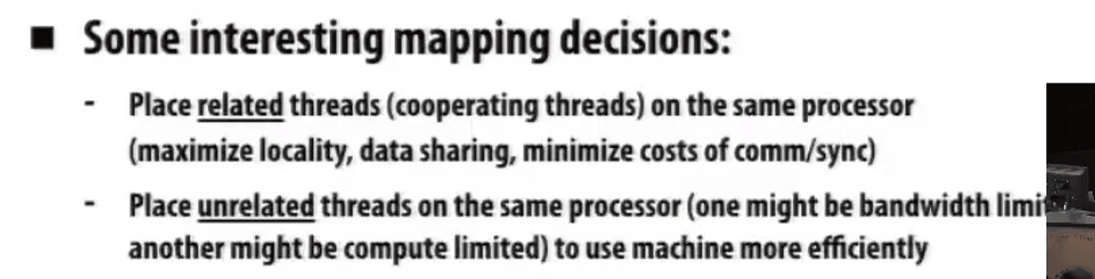 ■ Some interesting mapping decisions:
- Place related threads (cooperating threads) on the same processor
(maximize locality, data sharing, minimize costs of comm/sync)
- Place unrelated threads on the same processor (one might be bandwidth
another might be compute limited) to use machine more efficiently